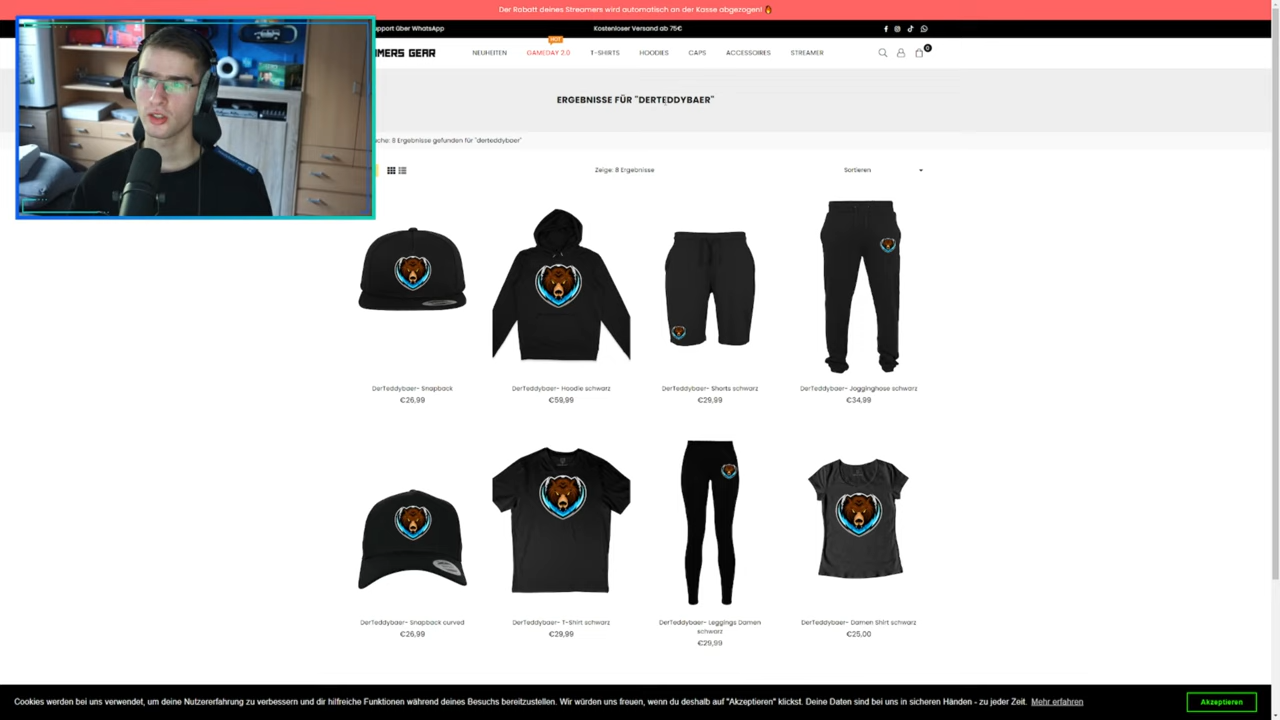 Der Rabatt deines Streamers wird automatisch an der Kasse abgezogen! 🔥
upport über WhatsApp
Kostenloser Versand ab 75€
MERS GEAR
NEUHEITEN
HOT
GAMEDAY 2.0
T-SHIRTS
HOODIES
CAPS
ACCESSOIRES
STREAMER
0
ERGEBNISSE FÜR "DERTEDDYBAER"
che: 8 Ergebnisse gefunden für "derteddybaer"
Zeige: 8 Ergebnisse
Sortieren
DerTeddybaer- Snapback
€26,99
DerTeddybaer- Hoodie schwarz
€59,99
DerTeddybaer- Shorts schwarz
€29,99
DerTeddybaer- Jogginghose schwarz
€34,99
DerTeddybaer- Snapback curved
€26,99
DerTeddybaer- T-Shirt schwarz
€29,99
DerTeddybaer- Leggings Damen
schwarz
€29,99
DerTeddybaer- Damen Shirt schwarz
€25,00
Cookies werden bei uns verwendet, um deine Nutzererfahrung zu verbessern und dir hilfreiche Funktionen während deines Besuchs bereitzustellen. Wir würden uns freuen, wenn du deshalb auf "Akzeptieren" klickst. Deine Daten sind bei uns in sicheren Händen - zu jeder Zeit. Mehr erfahren
Akzeptieren